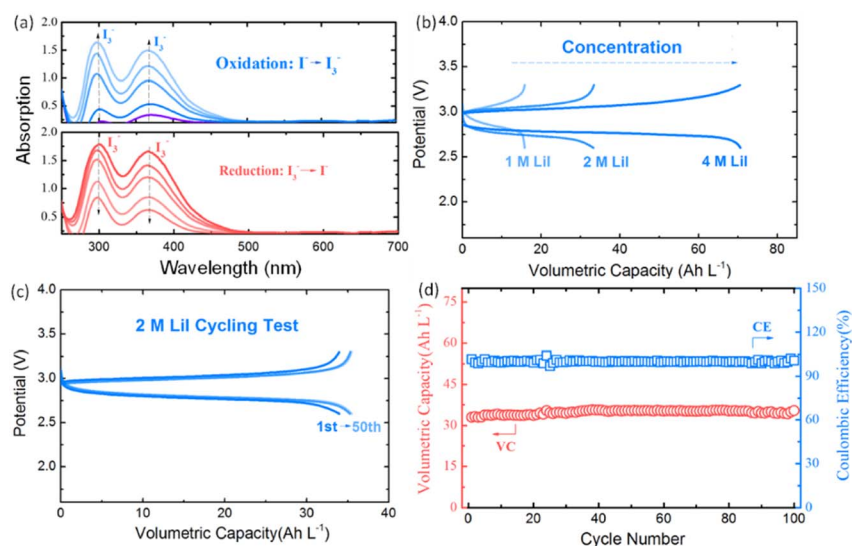 (a)
2.0
1.5
1.0
0.5
I₃⁻
I₃⁻
Oxidation: I⁻ → I₃⁻
2.0
1.5
1.0
0.5
I₃⁻
I₃⁻
Reduction: I₃⁻ → I⁻
Absorption
300 400 500 600 700
Wavelength (nm)
(b)
4.0
3.5
3.0
2.5
2.0
Potential (V)
Concentration
1 M LiI 2 M LiI 4 M LiI
0 20 40 60 80
Volumetric Capacity (Ah L⁻¹)
(c)
4.0
3.5
3.0
2.5
2.0
Potential (V)
2 M LiI Cycling Test
1st → 50th
0 10 20 30 40
Volumetric Capacity(Ah L⁻¹)
(d)
75
60
45
30
15
0
Volumetric Capacity(Ah L⁻¹)
CE
VC
150
120
90
60
30
0
Coulombic Efficiency(%)
0 20 40 60 80 100
Cycle Number